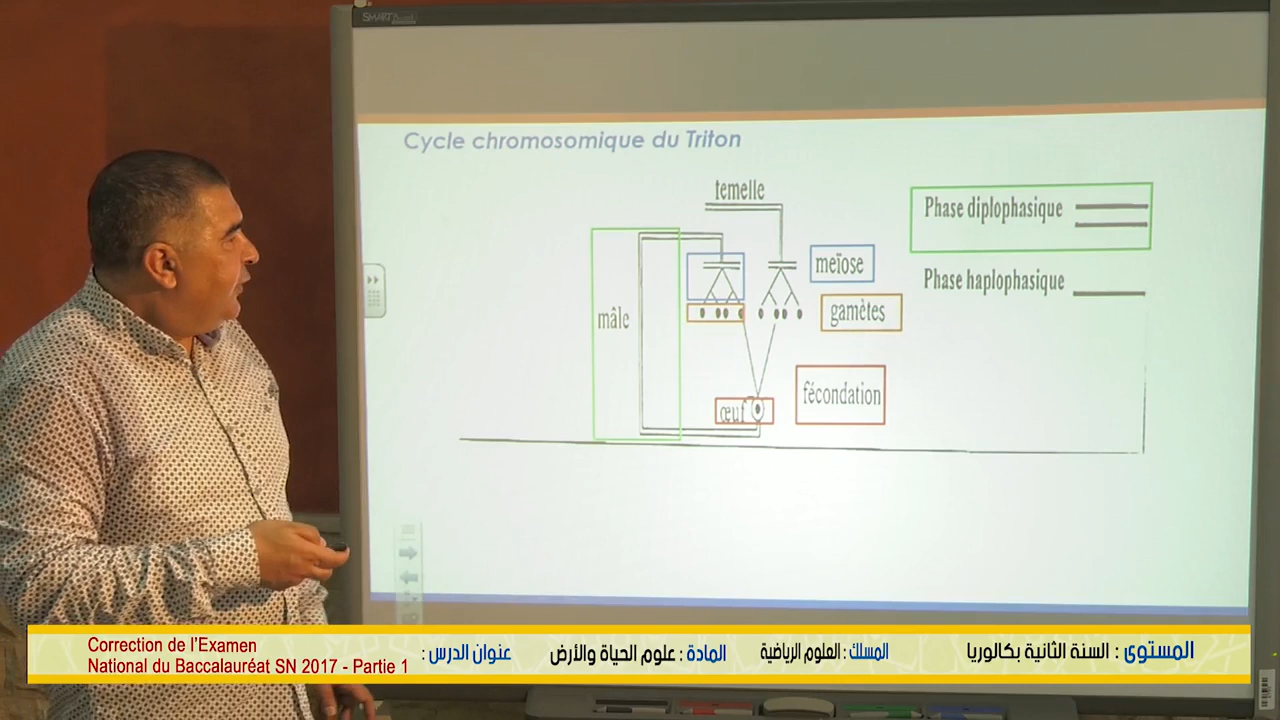 SMART
Cycle chromosomique du Triton
temelle
Phase diplophasique
meïose
Phase haplophasique
gamètes
mâle
fécondation
œuf
المستوى : السنة الثانية بكالوريا
المسلك : العلوم الرياضية
المادة : علوم الحياة والأرض
عنوان الدرس :
Correction de l'Examen
National du Baccalauréat SN 2017 - Partie 1